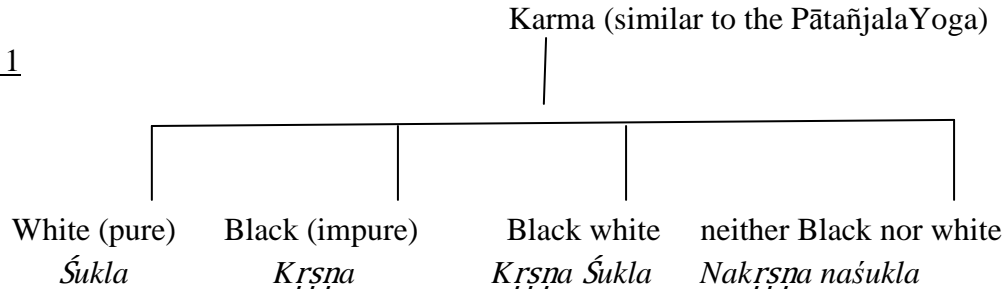 Karma (similar to the PātañjalaYoga)
1
White (pure) Black (impure) Black white neither Black nor white
Śukla Kṛṣṇa Kṛṣṇa Śukla Nakṛṣṇa naśukla